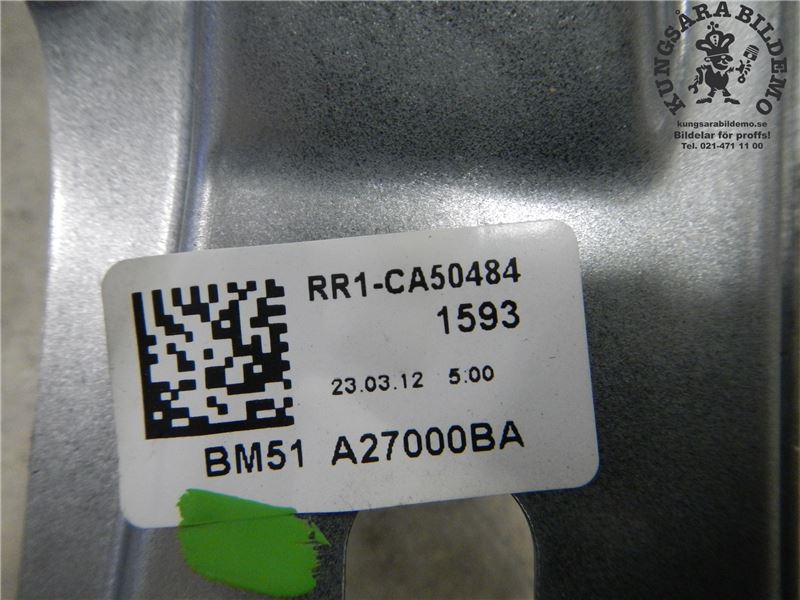 KUNGSÅRA BILDEMO
kungsarabildemo.se
Bildelar för proffs!
Tel. 021-471 11 00
RR1-CA50484
1593
23.03.12 5:00
BM51 A27000BA